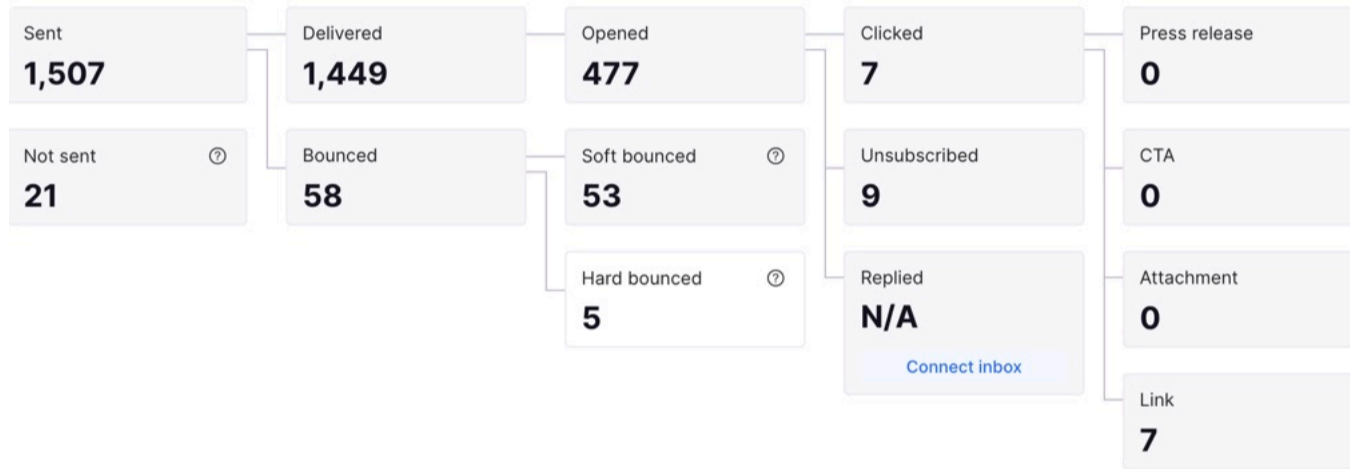 Sent
1,507
Delivered
1,449
Opened
477
Clicked
7
Press release
0
Not sent
21
Bounced
58
Soft bounced
53
Unsubscribed
9
CTA
0
Hard bounced
5
Replied
N/A
Connect inbox
Attachment
0
Link
7